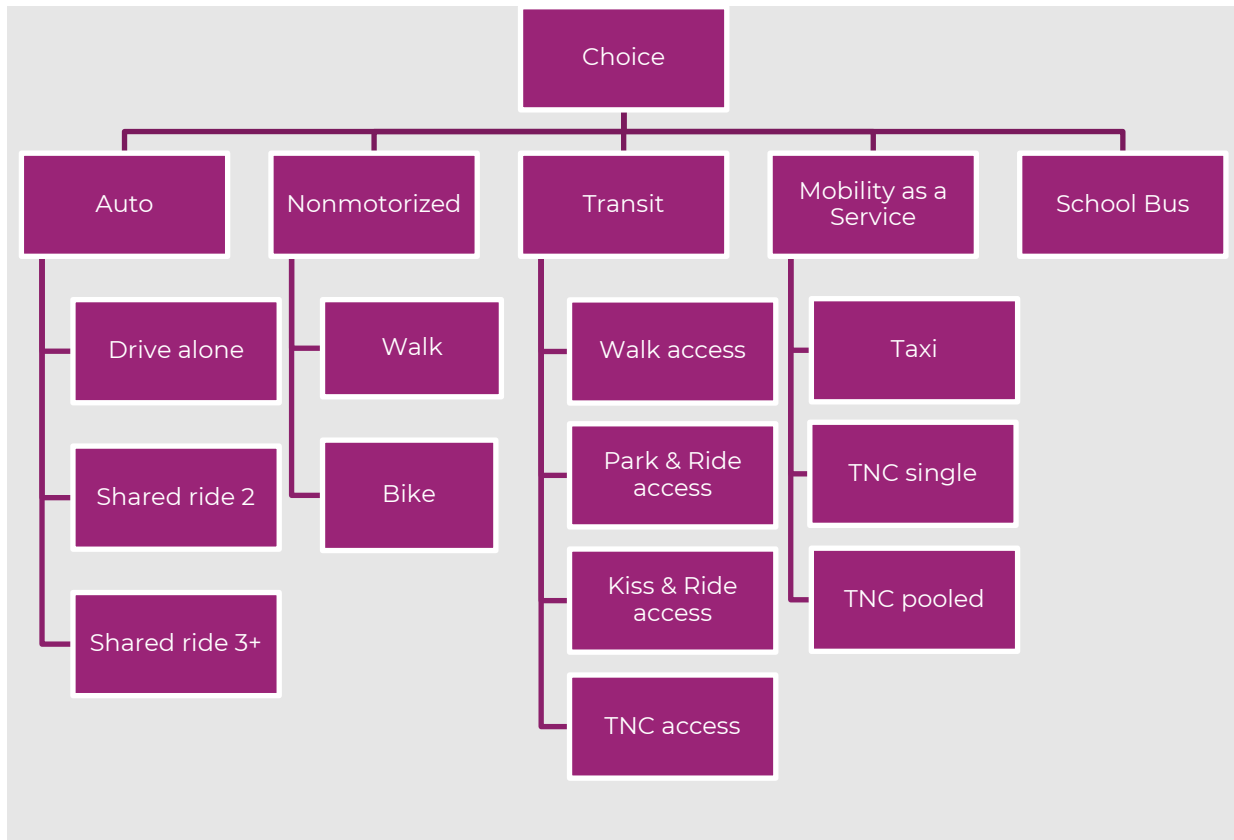 Choice
Auto
Nonmotorized
Transit
Mobility as a
Service
School Bus
Drive alone
Shared ride 2
Shared ride 3+
Walk
Bike
Walk access
Park & Ride
access
Kiss & Ride
access
TNC access
Taxi
TNC single
TNC pooled